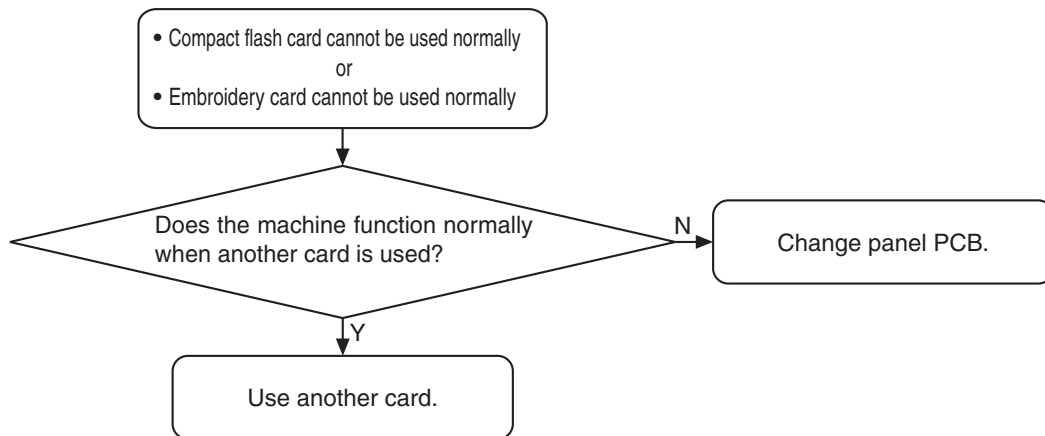 • Compact flash card cannot be used normally
or
• Embroidery card cannot be used normally
Does the machine function normally
when another card is used?
N
Change panel PCB.
Y
Use another card.